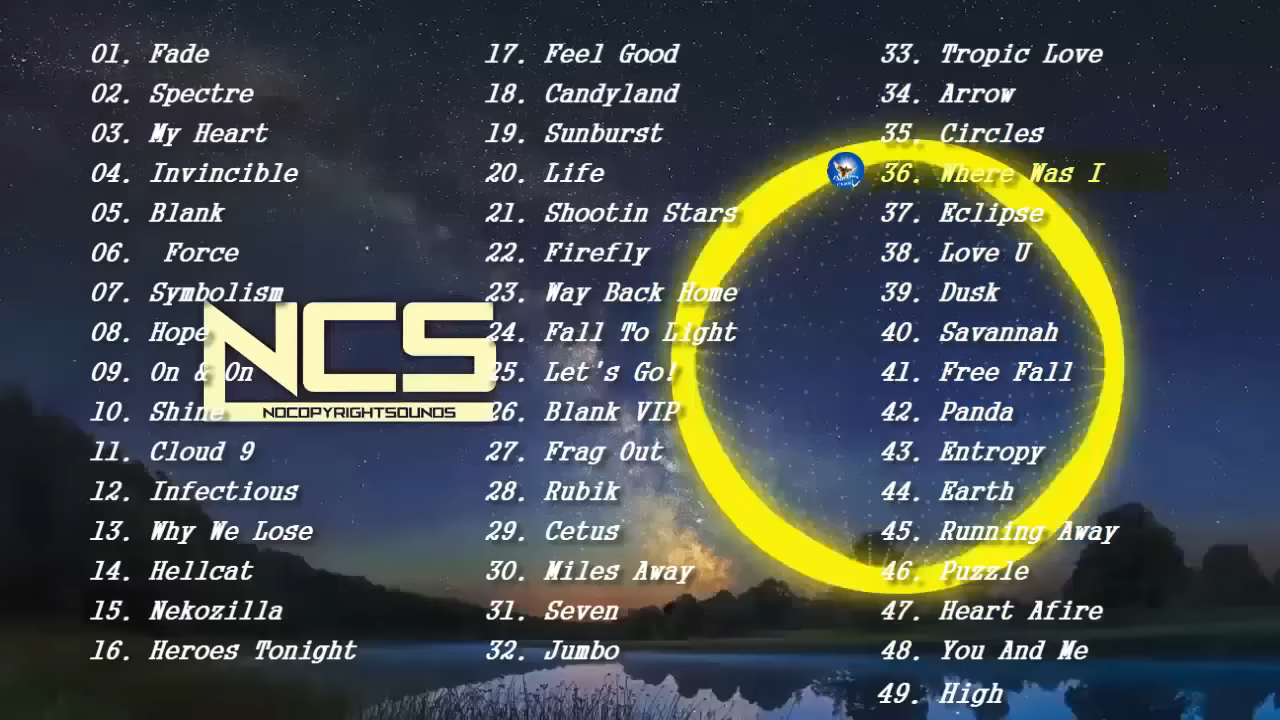 01. Fade
02. Spectre
03. My Heart
04. Invincible
05. Blank
06. Force
07. Symbolism
08. Hope
09. On & On
10. Shine
11. Cloud 9
12. Infectious
13. Why We Lose
14. Hellcat
15. Nekozilla
16. Heroes Tonight
NCS
NOCOPYRIGHTSOUNDS
17. Feel Good
18. Candyland
19. Sunburst
20. Life
21. Shootin Stars
22. Firefly
23. Way Back Home
24. Fall To Light
25. Let's Go!
26. Blank VIP
27. Frag Out
28. Rubik
29. Cetus
30. Miles Away
31. Seven
32. Jumbo
33. Tropic Love
34. Arrow
35. Circles
36. Where Was I
37. Eclipse
38. Love U
39. Dusk
40. Savannah
41. Free Fall
42. Panda
43. Entropy
44. Earth
45. Running Away
46. Puzzle
47. Heart Afire
48. You And Me
49. High